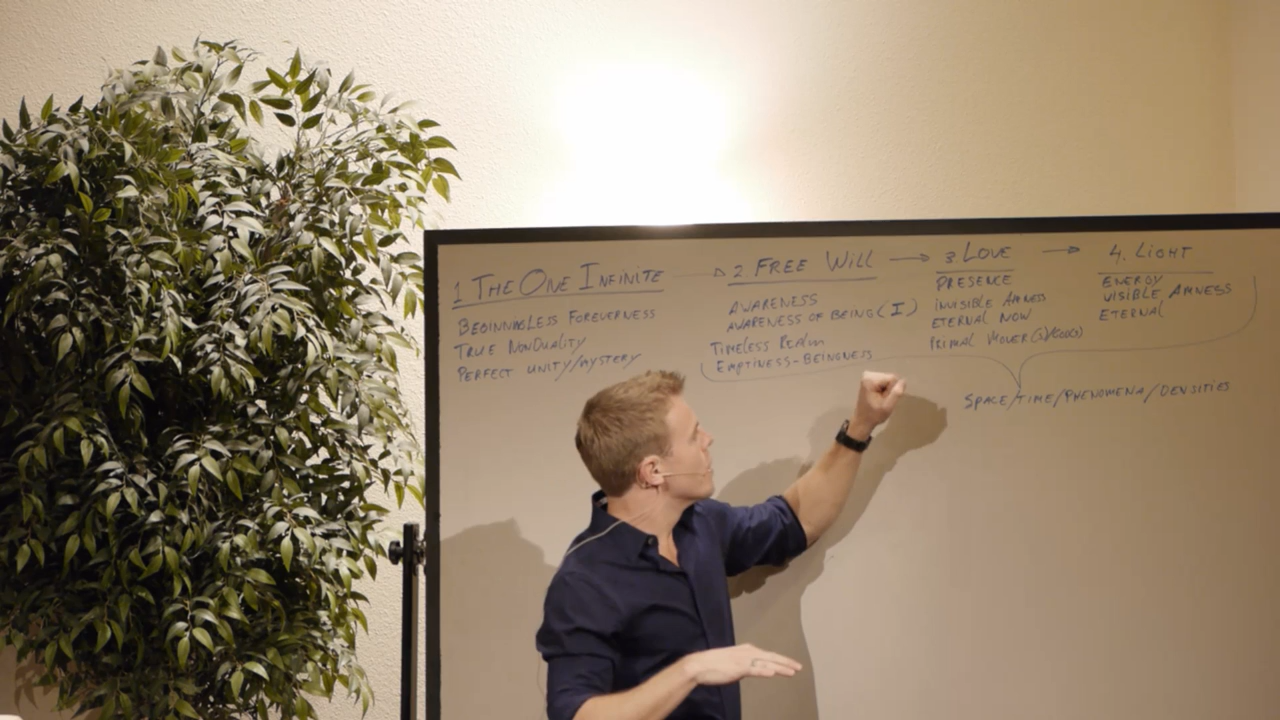 1 THE ONE INFINITE
BEGINNINGLESS FOREVERNESS
TRUE NONDUALITY
PERFECT UNITY/MYSTERY
2. FREE WILL
AWARENESS
AWARENESS OF BEING (I)
TIMELESS REALM
EMPTINESS-BEINGNESS
3 LOVE
PRESENCE
INVISIBLE AMNESS
ETERNAL NOW
PRIMAL MOVER(S)/
4. LIGHT
ENERGY
VISIBLE AMNESS
ETERNAL
SPACE/TIME/PHENOMENA/DENSITIES